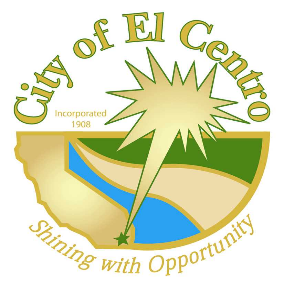 City of El Centro
Incorporated
1908
Shining with Opportunity